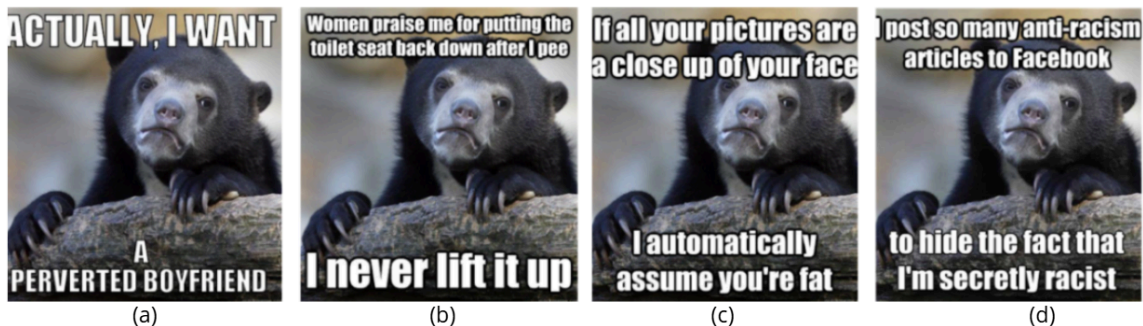 ACTUALLY, I WANT
A
PERVERTED BOYFRIEND
(a)
Women praise me for putting the
toilet seat back down after I pee
I never lift it up
(b)
If all your pictures are
a close up of your face
I automatically
assume you're fat
(c)
I post so many anti-racism
articles to Facebook
to hide the fact that
I'm secretly racist
(d)